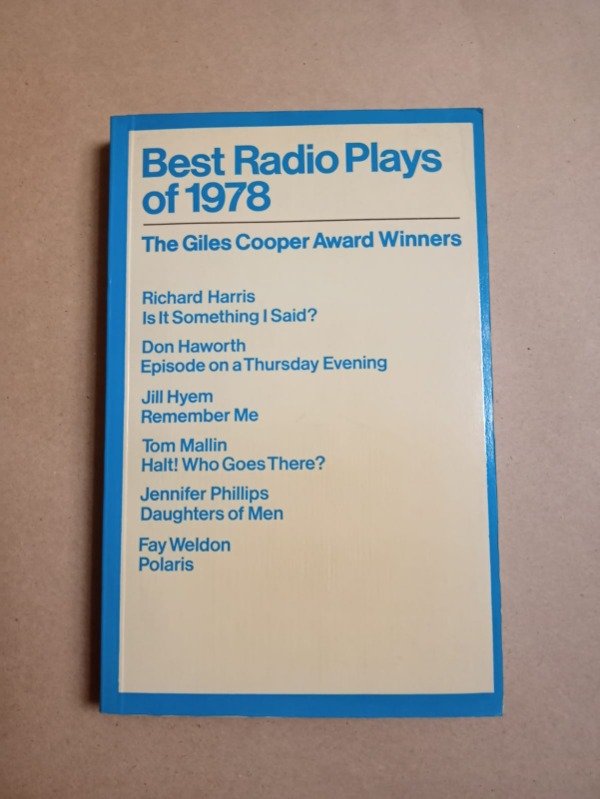 Best Radio Plays
of 1978
The Giles Cooper Award Winners
Richard Harris
Is It Something I Said?
Don Haworth
Episode on a Thursday Evening
Jill Hyem
Remember Me
Tom Mallin
Halt! Who Goes There?
Jennifer Phillips
Daughters of Men
Fay Weldon
Polaris